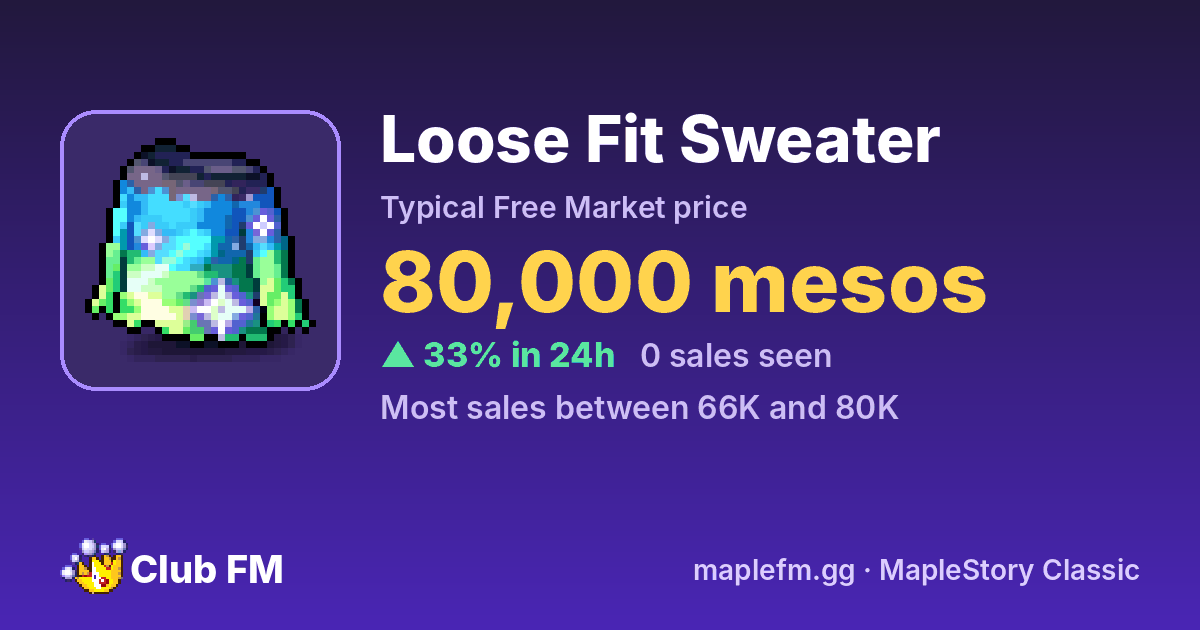 Loose Fit Sweater
Typical Free Market price
80,000 mesos
▲ 33% in 24h 0 sales seen
Most sales between 66K and 80K
Club FM
maplefm.gg · MapleStory Classic